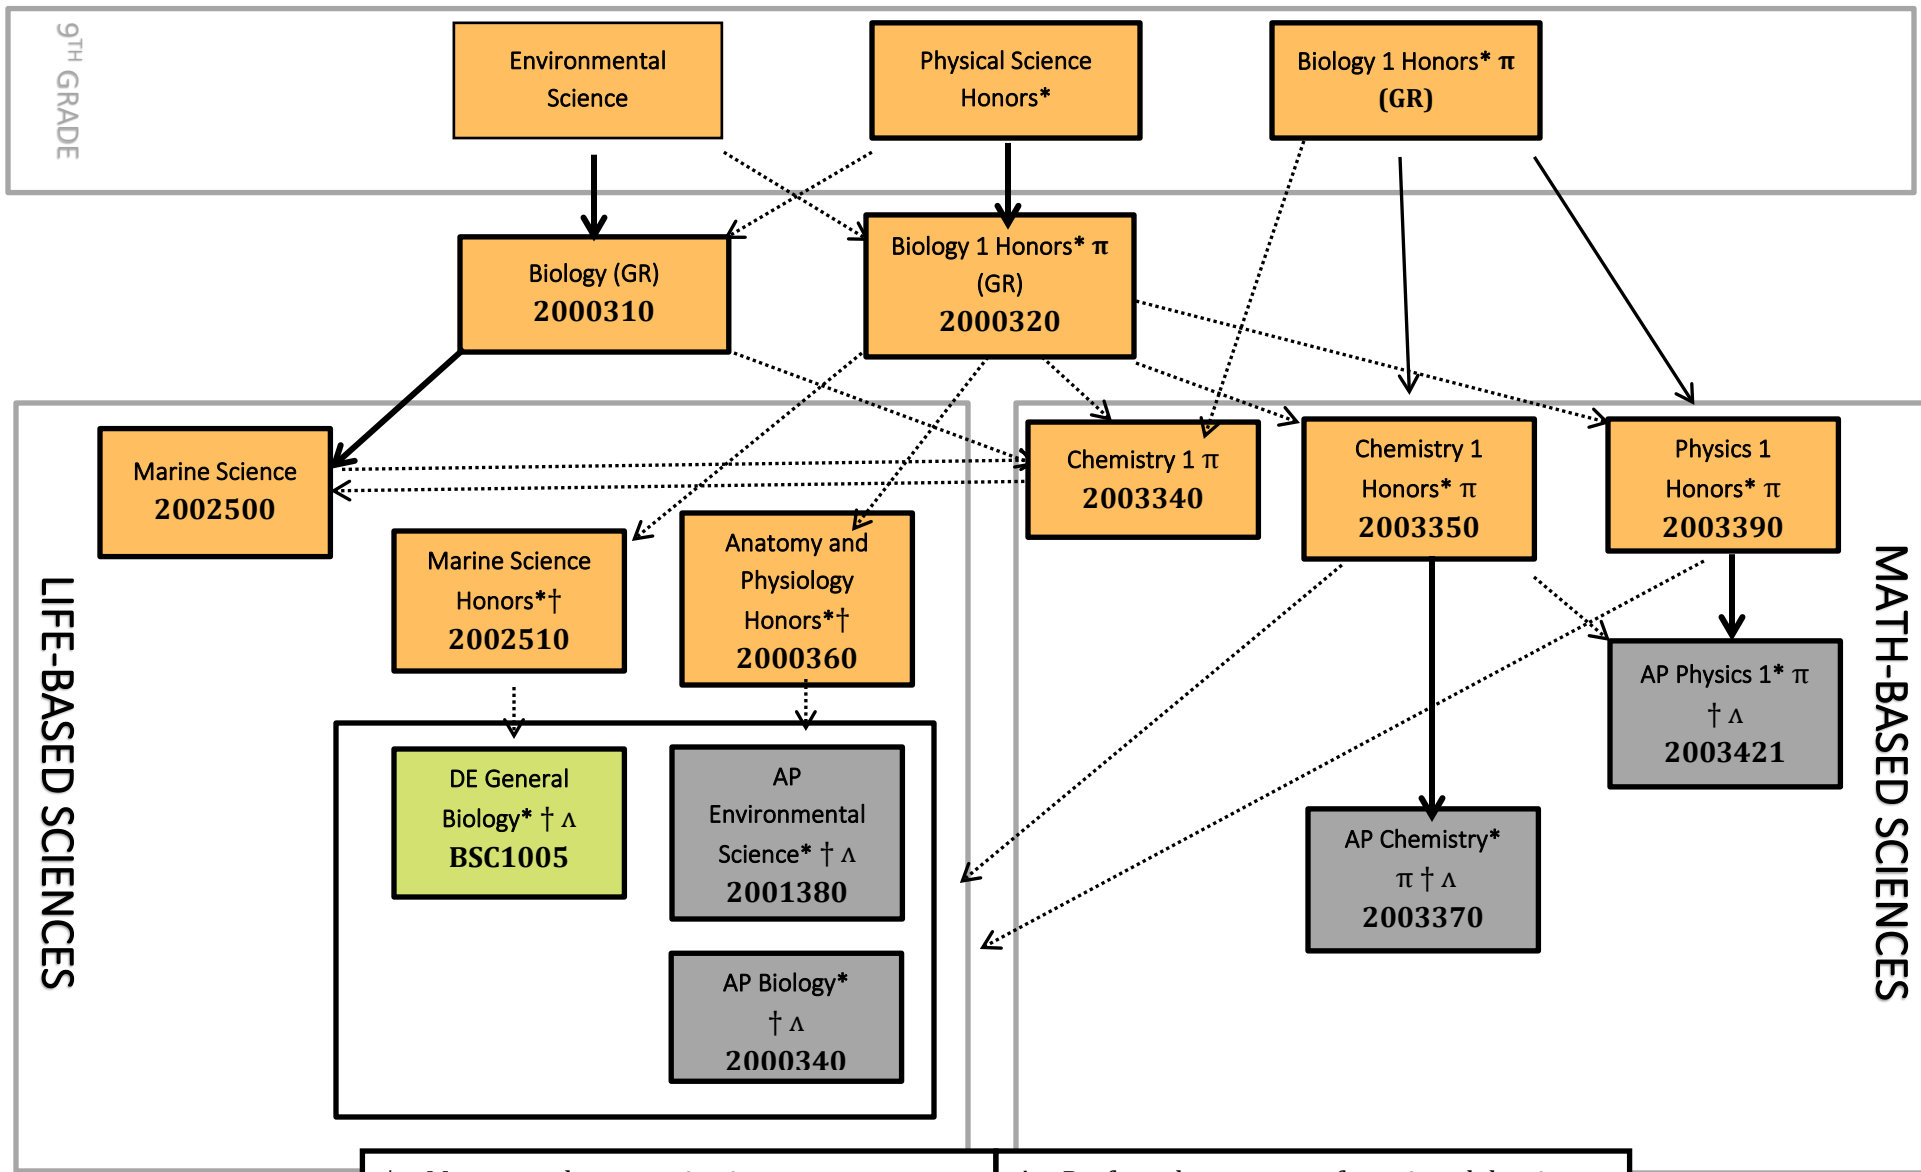 9TH GRADE
Environmental
Science
Physical Science
Honors*
Biology 1 Honors* π
(GR)
Biology (GR)
2000310
Biology 1 Honors* π
(GR)
2000320
LIFE-BASED SCIENCES
Marine Science
2002500
Marine Science
Honors*†
2002510
Anatomy and
Physiology
Honors*†
2000360
DE General
Biology* † Λ
BSC1005
AP
Environmental
Science* † Λ
2001380
AP Biology*
† Λ
2000340
MATH-BASED SCIENCES
Chemistry 1 π
2003340
Chemistry 1
Honors* π
2003350
Physics 1
Honors* π
2003390
AP Physics 1* π
† Λ
2003421
AP Chemistry*
π † Λ
2003370